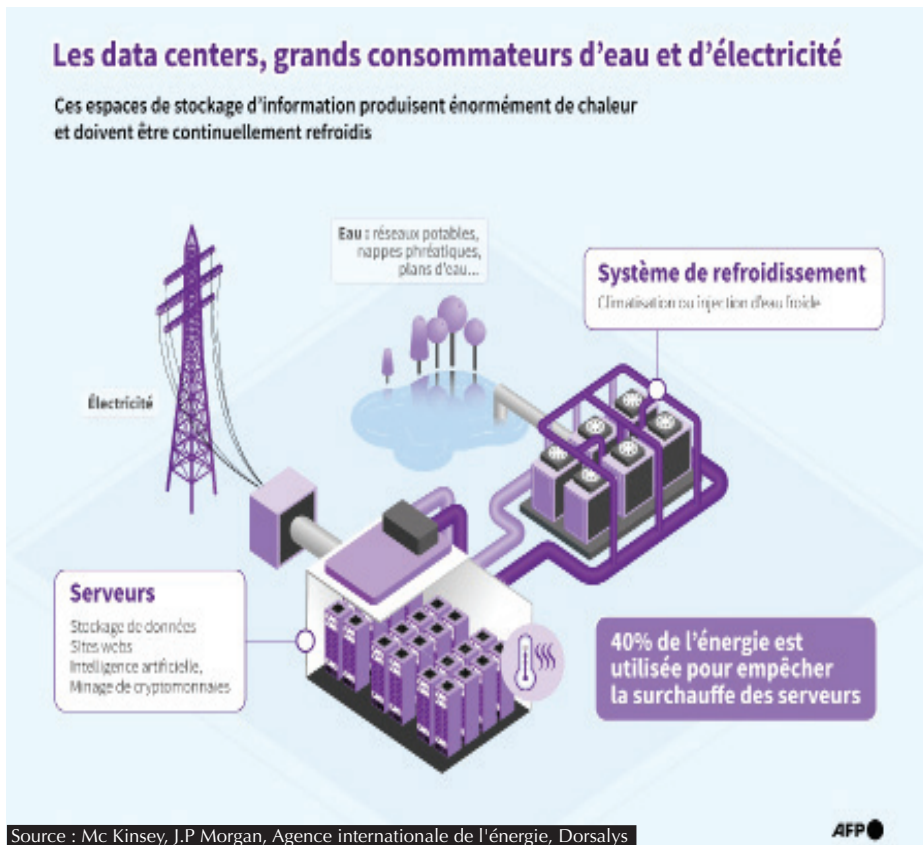 Les data centers, grands consommateurs d'eau et d'électricité
Ces espaces de stockage d'information produisent énormément de chaleur
et doivent être continuellement refroidis
Eau : réseaux potables,
nappes phréatiques,
plans d'eau...
Système de refroidissement
Climatisation ou injection d'eau froide
Électricité
Serveurs
Stockage de données
Sites webs
Intelligence artificielle,
Minage de cryptomonnaies
40% de l'énergie est
utilisée pour empêcher
la surchauffe des serveurs
Source : Mc Kinsey, J.P Morgan, Agence internationale de l'énergie, Dorsalys
AFP